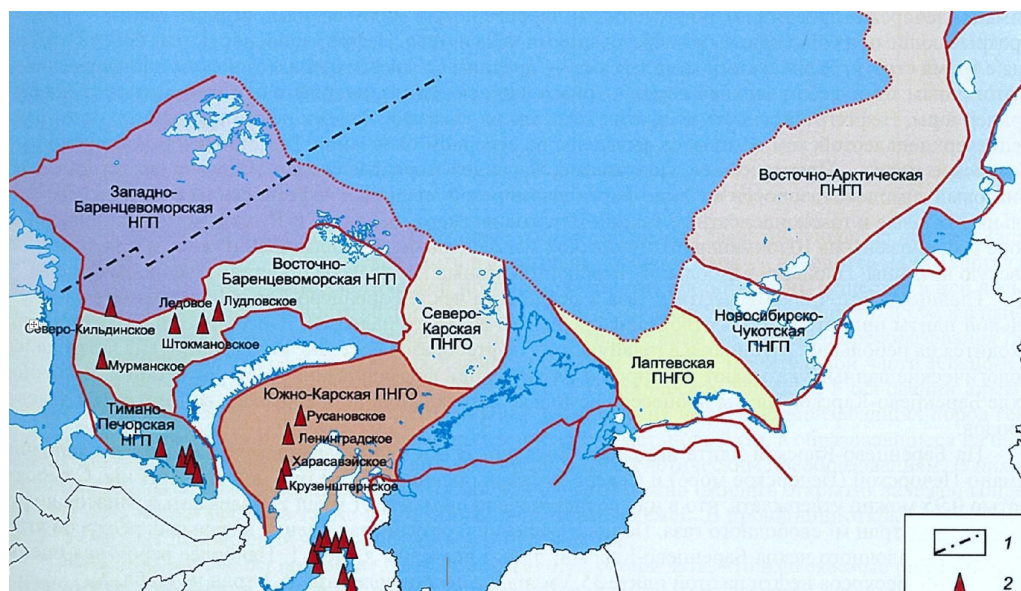 Западно-
Баренцевоморская
НГП
Восточно-
Баренцевоморская НГП
Ледовое
Лудловское
Северо-Кильдинское
Штокмановское
Мурманское
Северо-
Карская
ПНГО
Тимано-
Печорская
НГП
Южно-Карская ПНГО
Русановское
Ленинградское
Харасавэйское
Крузенштернское
Лаптевская
ПНГО
Новосибирско-
Чукотская
ПНГП
Восточно-Арктическая
ПНГП
1
2